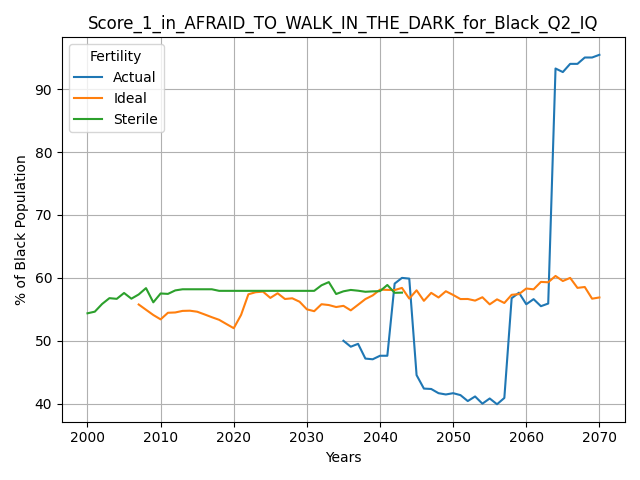 Score_1_in_AFRAID_TO_WALK_IN_THE_DARK_for_Black_Q2_IQ
Fertility
Actual
Ideal
Sterile
% of Black Population
90
80
70
60
50
40
2000 2010 2020 2030 2040 2050 2060 2070
Years